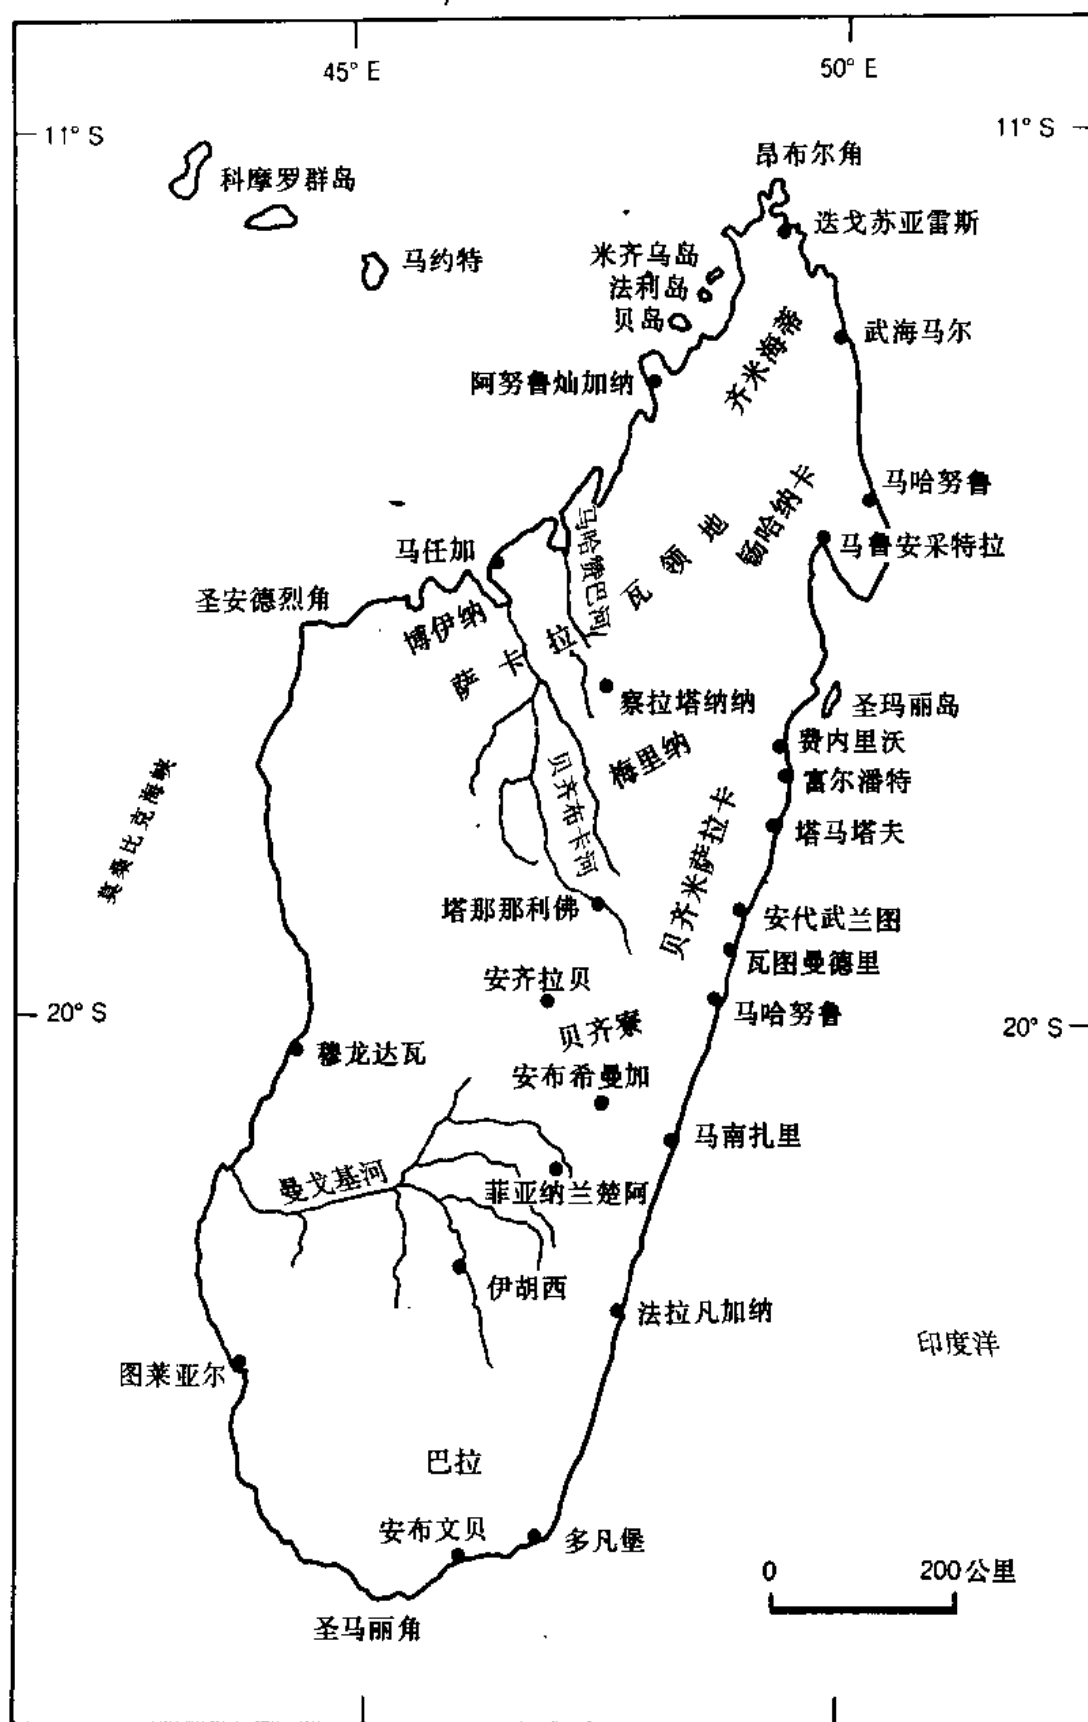 45° E
50° E
11° S
11° S
昂布尔角
科摩罗群岛
迭戈苏亚雷斯
米齐乌岛
马约特
法利岛
贝岛
武海马尔
齐米海蒂
阿努鲁灿加纳
马哈努鲁
钖哈纳卡
马鲁安采特拉
马任加
马哈赞巴河
圣安德烈角
博伊纳
萨卡拉瓦领地
察拉塔纳纳
圣玛丽岛
费内里沃
梅里纳
富尔潘特
莫桑比克海峡
贝齐布卡河
塔马塔夫
贝齐米萨拉卡
塔那那利佛
安代武兰图
瓦图曼德里
安齐拉贝
马哈努鲁
20° S
20° S
贝齐寮
穆龙达瓦
安布希曼加
马南扎里
曼戈基河
菲亚纳兰楚阿
伊胡西
法拉凡加纳
印度洋
图莱亚尔
巴拉
安布文贝
多凡堡
0
200公里
圣马丽角